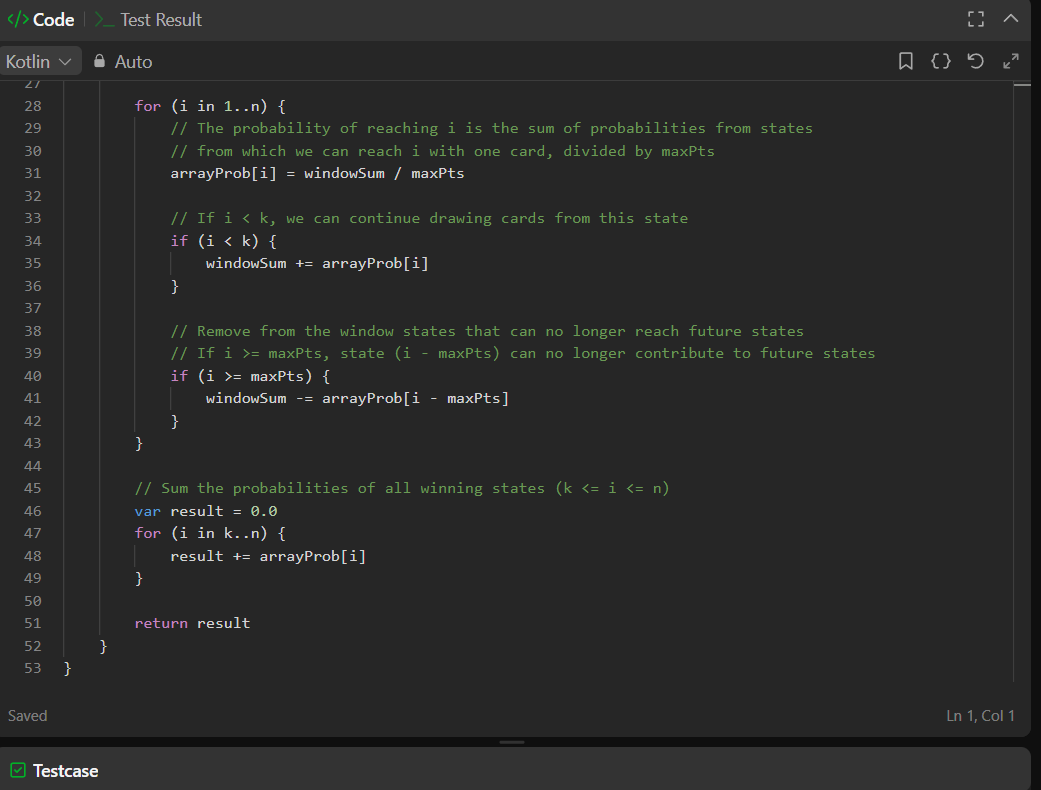 </> Code
>_ Test Result
Kotlin
Auto
27
28 for (i in 1..n) {
29 // The probability of reaching i is the sum of probabilities from states
30 // from which we can reach i with one card, divided by maxPts
31 arrayProb[i] = windowSum / maxPts
32
33 // If i < k, we can continue drawing cards from this state
34 if (i < k) {
35 windowSum += arrayProb[i]
36 }
37
38 // Remove from the window states that can no longer reach future states
39 // If i >= maxPts, state (i - maxPts) can no longer contribute to future states
40 if (i >= maxPts) {
41 windowSum -= arrayProb[i - maxPts]
42 }
43 }
44
45 // Sum the probabilities of all winning states (k <= i <= n)
46 var result = 0.0
47 for (i in k..n) {
48 result += arrayProb[i]
49 }
50
51 return result
52 }
53 }
Saved
Ln 1, Col 1
Testcase